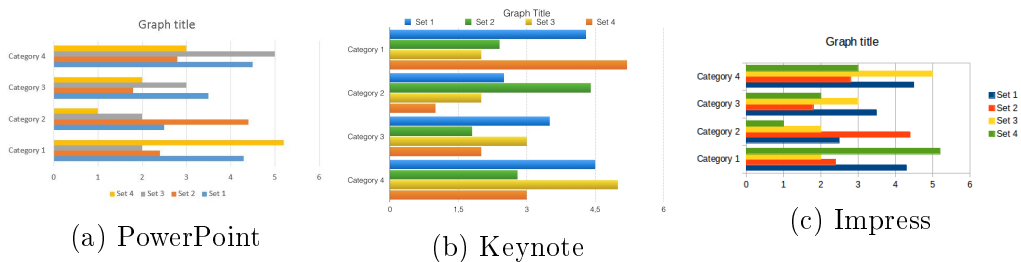 Graph title
Category 4
Category 3
Category 2
Category 1
0 1 2 3 4 5 6
Set 4 Set 3 Set 2 Set 1
(a) PowerPoint
Graph Title
Set 1 Set 2 Set 3 Set 4
Category 1
Category 2
Category 3
Category 4
0 1,5 3 4,5 6
(b) Keynote
Graph title
Category 4
Category 3
Category 2
Category 1
0 1 2 3 4 5 6
Set 1
Set 2
Set 3
Set 4
(c) Impress